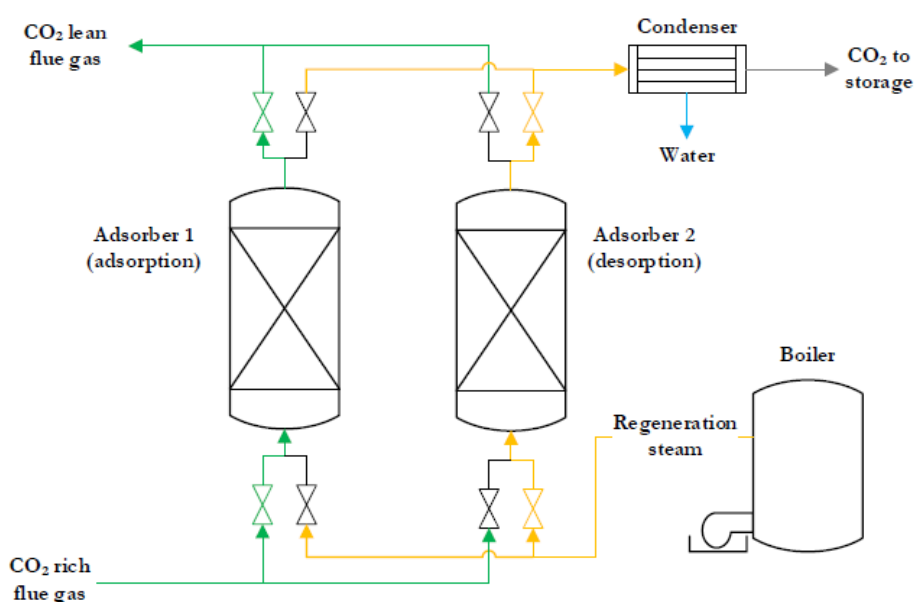 CO₂ lean
flue gas
Condenser
CO₂ to
storage
Water
Adsorber 1
(adsorption)
Adsorber 2
(desorption)
Boiler
Regeneration
steam
CO₂ rich
flue gas